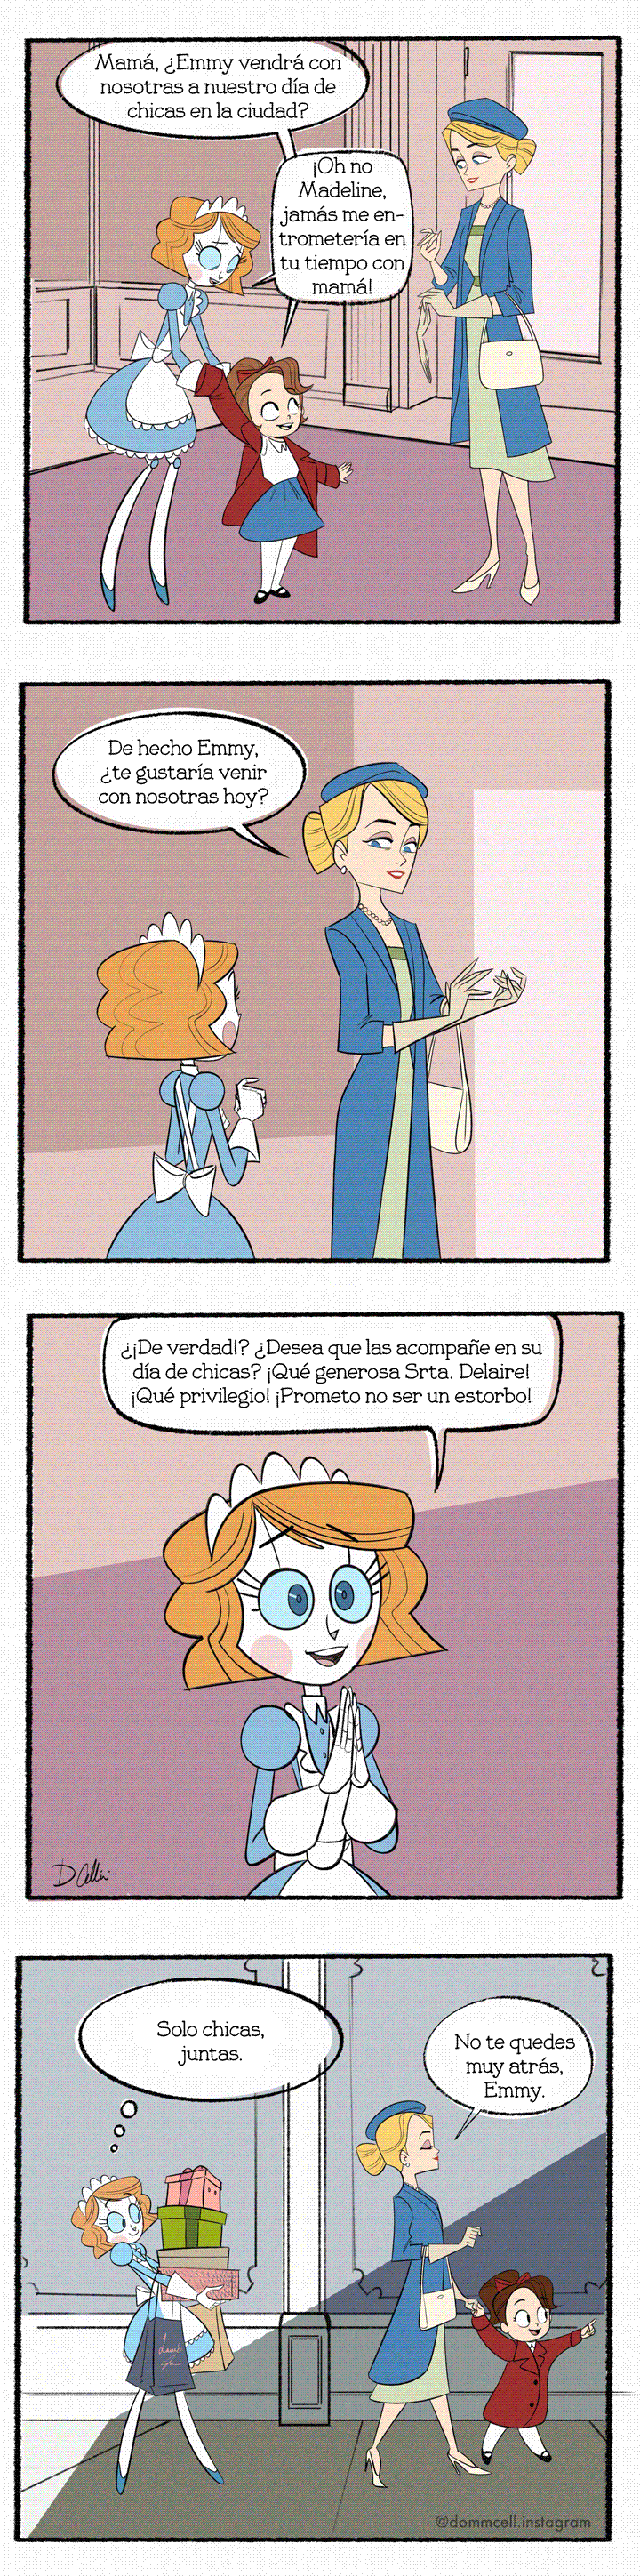 Mamá, ¿Emmy vendrá con
nosotras a nuestro día de
chicas en la ciudad?
¡Oh no
Madeline,
jamás me en-
trometería en
tu tiempo con
mamá!
De hecho Emmy,
¿te gustaría venir
con nosotras hoy?
¿¡De verdad!? ¿Desea que las acompañe en su
día de chicas? ¡Qué generosa Srta. Delaire!
¡Qué privilegio! ¡Prometo no ser un estorbo!
D Cellini
Solo chicas,
juntas.
No te quedes
muy atrás,
Emmy.
@dommcell.instagram